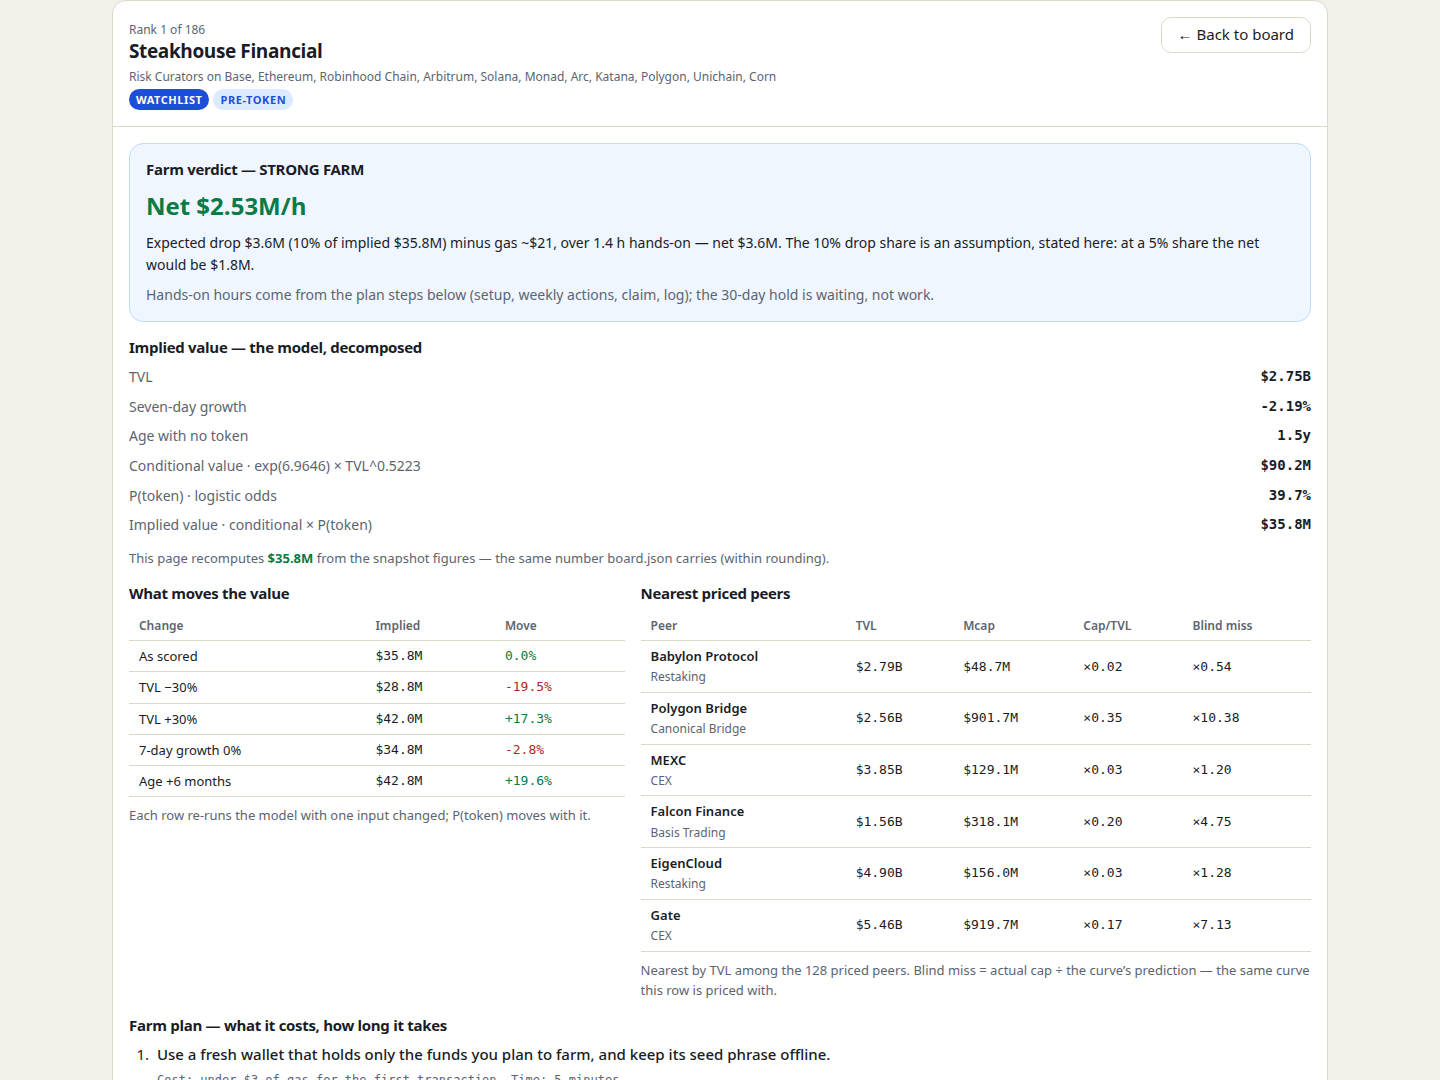 Rank 1 of 186
Steakhouse Financial
← Back to board
Risk Curators on Base, Ethereum, Robinhood Chain, Arbitrum, Solana, Monad, Arc, Katana, Polygon, Unichain, Corn
WATCHLIST PRE-TOKEN
Farm verdict — STRONG FARM
Net $2.53M/h
Expected drop $3.6M (10% of implied $35.8M) minus gas ~$21, over 1.4 h hands-on — net $3.6M. The 10% drop share is an assumption, stated here: at a 5% share the net
would be $1.8M.
Hands-on hours come from the plan steps below (setup, weekly actions, claim, log); the 30-day hold is waiting, not work.
Implied value — the model, decomposed
TVL $2.75B
Seven-day growth -2.19%
Age with no token 1.5y
Conditional value · exp(6.9646) × TVL^0.5223 $90.2M
P(token) · logistic odds 39.7%
Implied value · conditional × P(token) $35.8M
This page recomputes $35.8M from the snapshot figures — the same number board.json carries (within rounding).
What moves the value
Change Implied Move
As scored $35.8M 0.0%
TVL −30% $28.8M -19.5%
TVL +30% $42.0M +17.3%
7-day growth 0% $34.8M -2.8%
Age +6 months $42.8M +19.6%
Each row re-runs the model with one input changed; P(token) moves with it.
Nearest priced peers
Peer TVL Mcap Cap/TVL Blind miss
Babylon Protocol $2.79B $48.7M ×0.02 ×0.54
Restaking
Polygon Bridge $2.56B $901.7M ×0.35 ×10.38
Canonical Bridge
MEXC $3.85B $129.1M ×0.03 ×1.20
CEX
Falcon Finance $1.56B $318.1M ×0.20 ×4.75
Basis Trading
EigenCloud $4.90B $156.0M ×0.03 ×1.28
Restaking
Gate $5.46B $919.7M ×0.17 ×7.13
CEX
Nearest by TVL among the 128 priced peers. Blind miss = actual cap ÷ the curve's prediction — the same curve
this row is priced with.
Farm plan — what it costs, how long it takes
1. Use a fresh wallet that holds only the funds you plan to farm, and keep its seed phrase offline.
Cost: under $3 of gas for the first transaction. Time: 5 minutes.